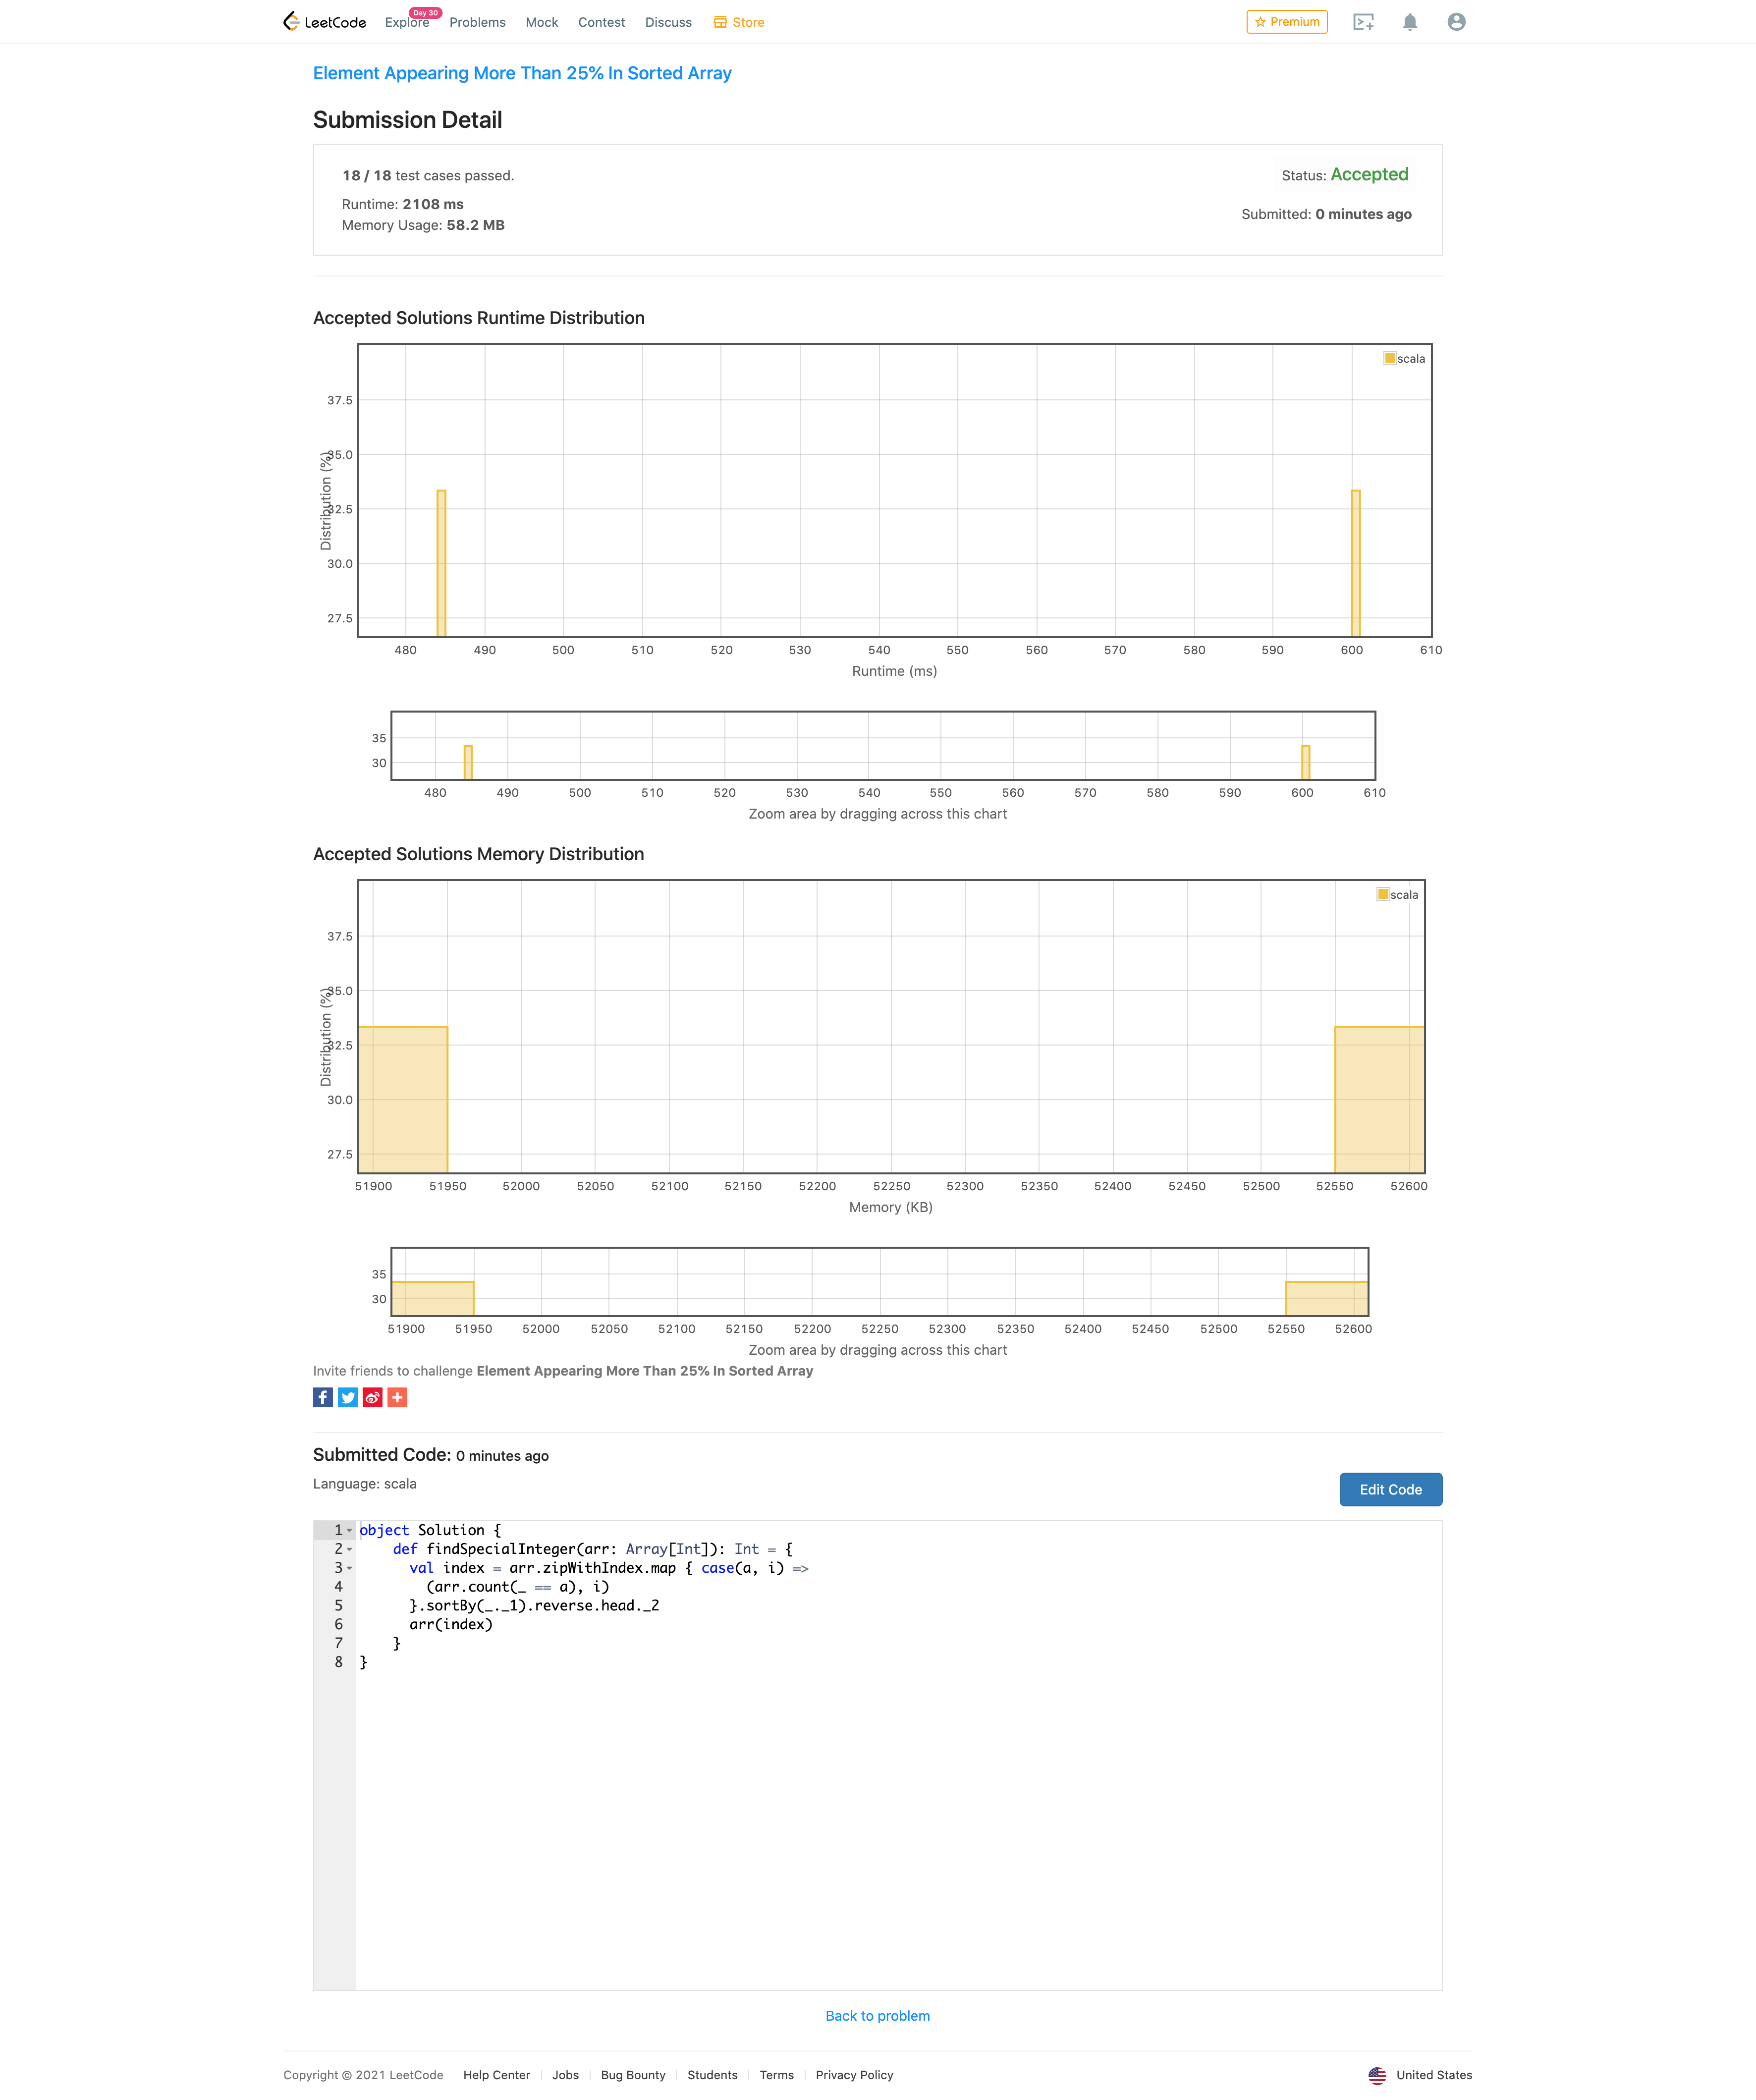 LeetCode
Explore
Day 30
Problems
Mock
Contest
Discuss
Store
Premium
Element Appearing More Than 25% In Sorted Array
Submission Detail
18 / 18 test cases passed.
Status: Accepted
Runtime: 2108 ms
Submitted: 0 minutes ago
Memory Usage: 58.2 MB
Accepted Solutions Runtime Distribution
scala
37.5
35.0
32.5
30.0
27.5
Distribution (%)
480 490 500 510 520 530 540 550 560 570 580 590 600 610
Runtime (ms)
35
30
480 490 500 510 520 530 540 550 560 570 580 590 600 610
Zoom area by dragging across this chart
Accepted Solutions Memory Distribution
scala
37.5
35.0
32.5
30.0
27.5
Distribution (%)
51900 51950 52000 52050 52100 52150 52200 52250 52300 52350 52400 52450 52500 52550 52600
Memory (KB)
35
30
51900 51950 52000 52050 52100 52150 52200 52250 52300 52350 52400 52450 52500 52550 52600
Zoom area by dragging across this chart
Invite friends to challenge Element Appearing More Than 25% In Sorted Array
Submitted Code: 0 minutes ago
Language: scala
Edit Code
1 object Solution {
2     def findSpecialInteger(arr: Array[Int]): Int = {
3       val index = arr.zipWithIndex.map { case(a, i) =>
4         (arr.count(_ == a), i)
5       }.sortBy(_._1).reverse.head._2
6       arr(index)
7     }
8 }
Back to problem
Copyright © 2021 LeetCode
Help Center
Jobs
Bug Bounty
Students
Terms
Privacy Policy
United States